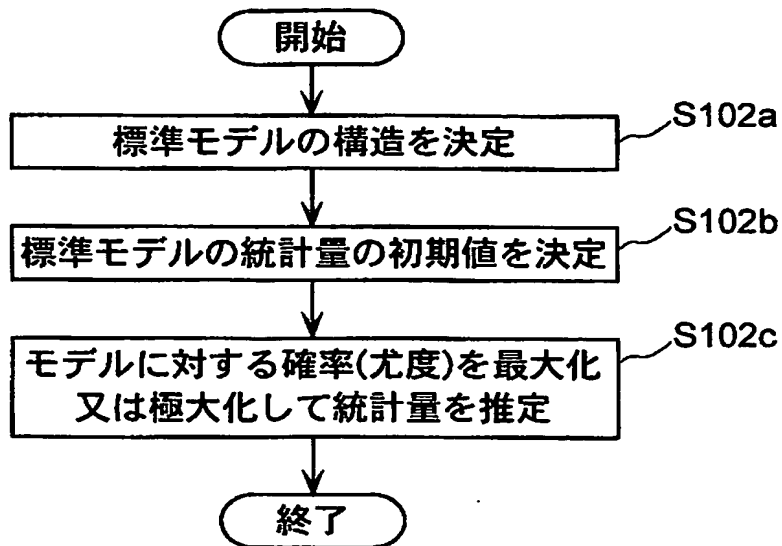 開始
標準モデルの構造を決定
S102a
標準モデルの統計量の初期値を決定
S102b
モデルに対する確率(尤度)を最大化
又は極大化して統計量を推定
S102c
終了